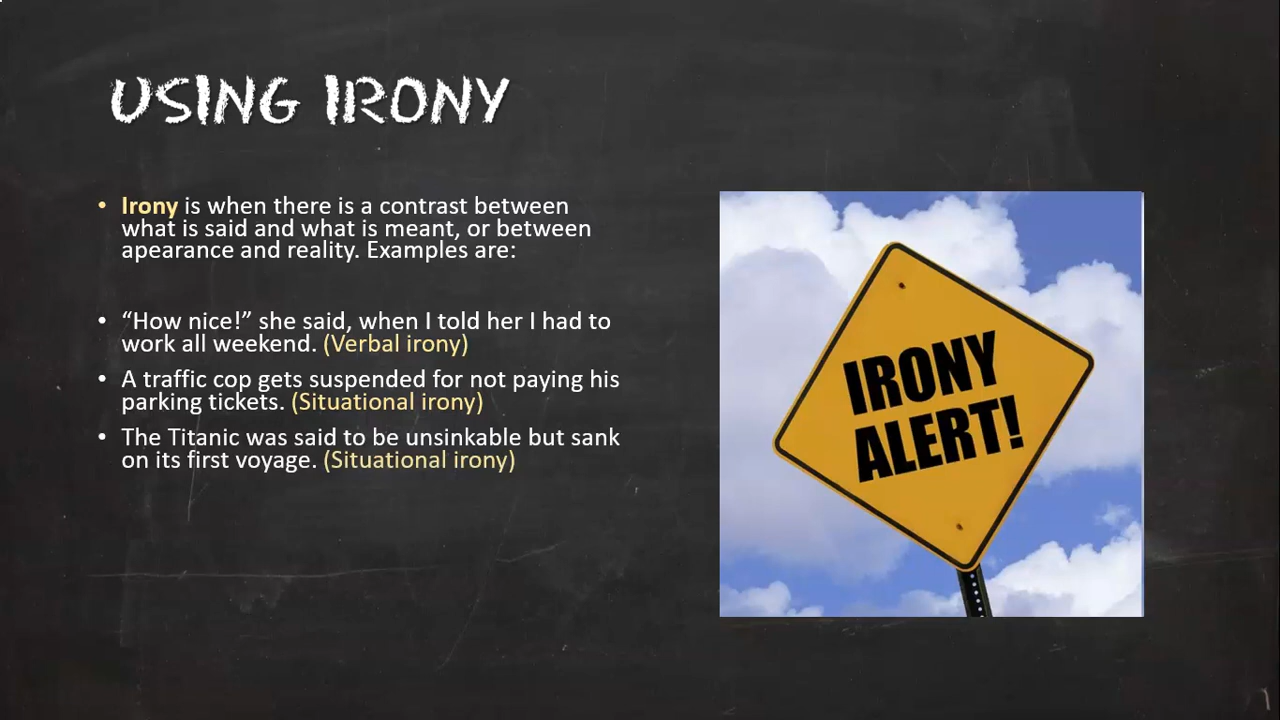 USING IRONY
• Irony is when there is a contrast between
what is said and what is meant, or between
apearance and reality. Examples are:
• “How nice!” she said, when I told her I had to
work all weekend. (Verbal irony)
• A traffic cop gets suspended for not paying his
parking tickets. (Situational irony)
• The Titanic was said to be unsinkable but sank
on its first voyage. (Situational irony)
IRONY
ALERT!